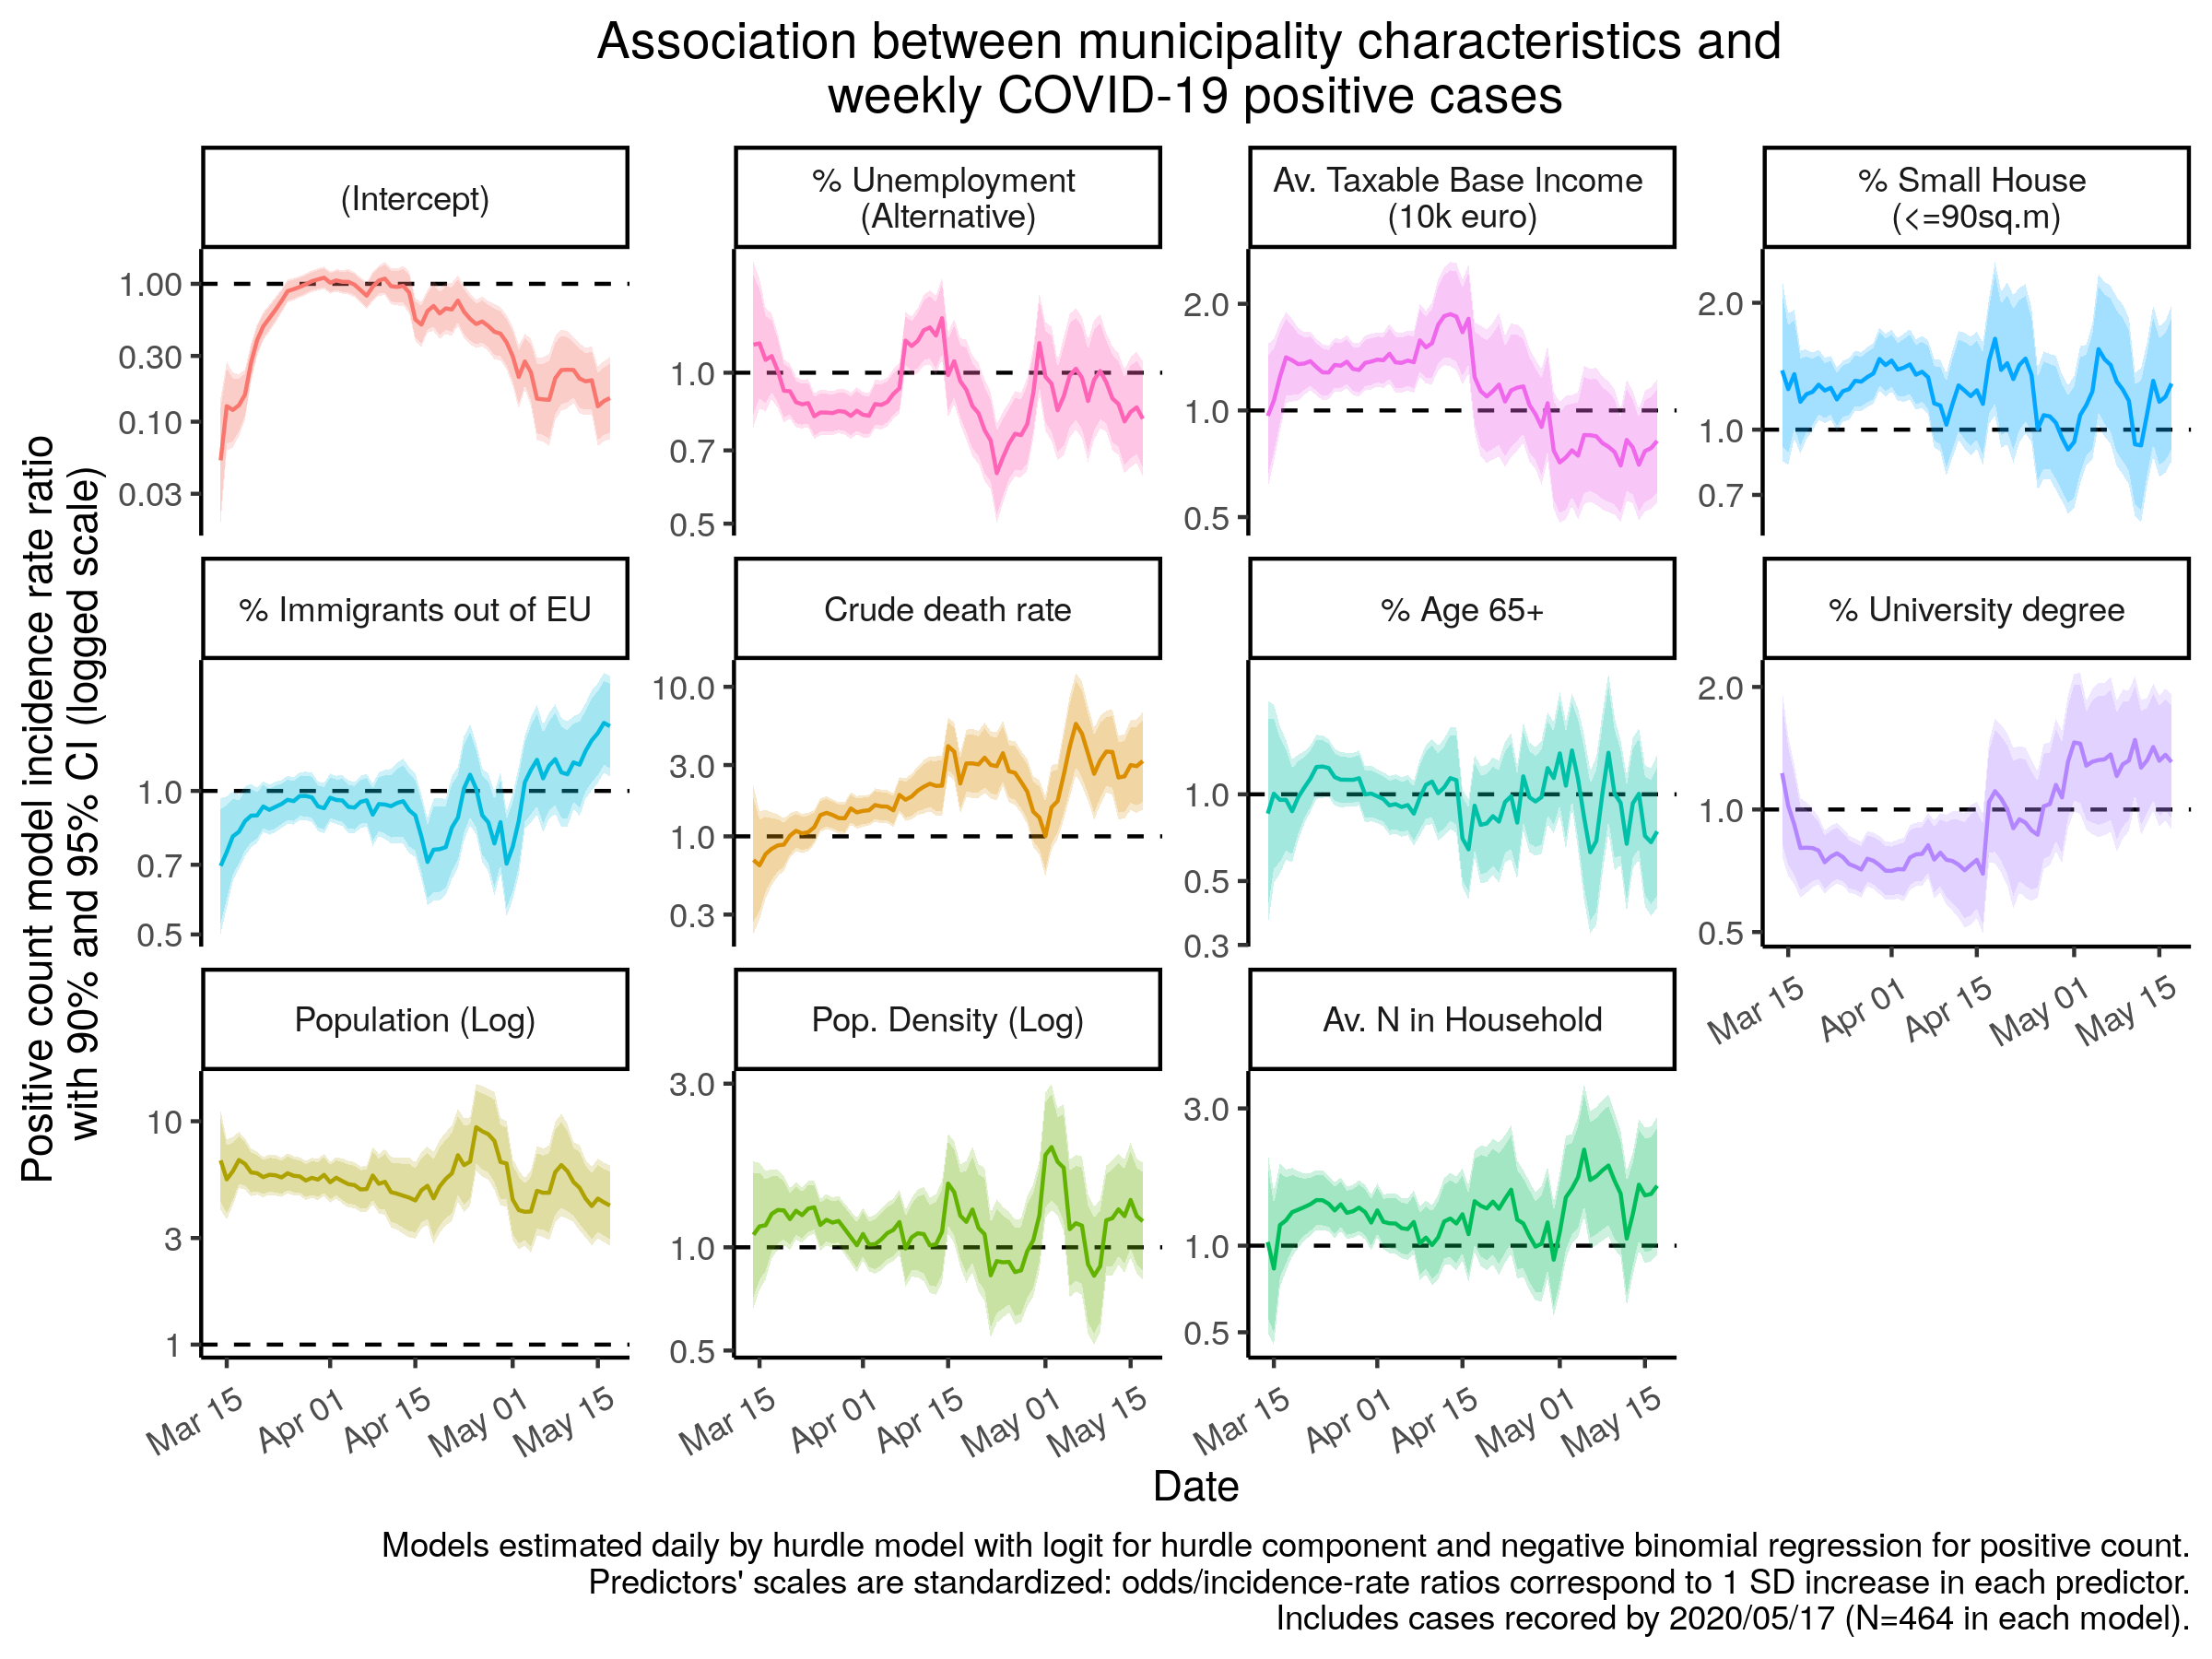 Association between municipality characteristics and
weekly COVID-19 positive cases
Positive count model incidence rate ratio
with 90% and 95% CI (logged scale)
(Intercept)
1.00
0.30
0.10
0.03
% Unemployment
(Alternative)
1.0
0.7
0.5
Av. Taxable Base Income
(10k euro)
2.0
1.0
0.5
% Small House
(<=90sq.m)
2.0
1.0
0.7
% Immigrants out of EU
1.0
0.7
0.5
Crude death rate
10.0
3.0
1.0
0.3
% Age 65+
1.0
0.5
0.3
% University degree
2.0
1.0
0.5
Mar 15 Apr 01 Apr 15 May 01 May 15
Population (Log)
10
3
1
Mar 15 Apr 01 Apr 15 May 01 May 15
Pop. Density (Log)
3.0
1.0
0.5
Mar 15 Apr 01 Apr 15 May 01 May 15
Av. N in Household
3.0
1.0
0.5
Mar 15 Apr 01 Apr 15 May 01 May 15
Date
Models estimated daily by hurdle model with logit for hurdle component and negative binomial regression for positive count.
Predictors' scales are standardized: odds/incidence-rate ratios correspond to 1 SD increase in each predictor.
Includes cases recored by 2020/05/17 (N=464 in each model).